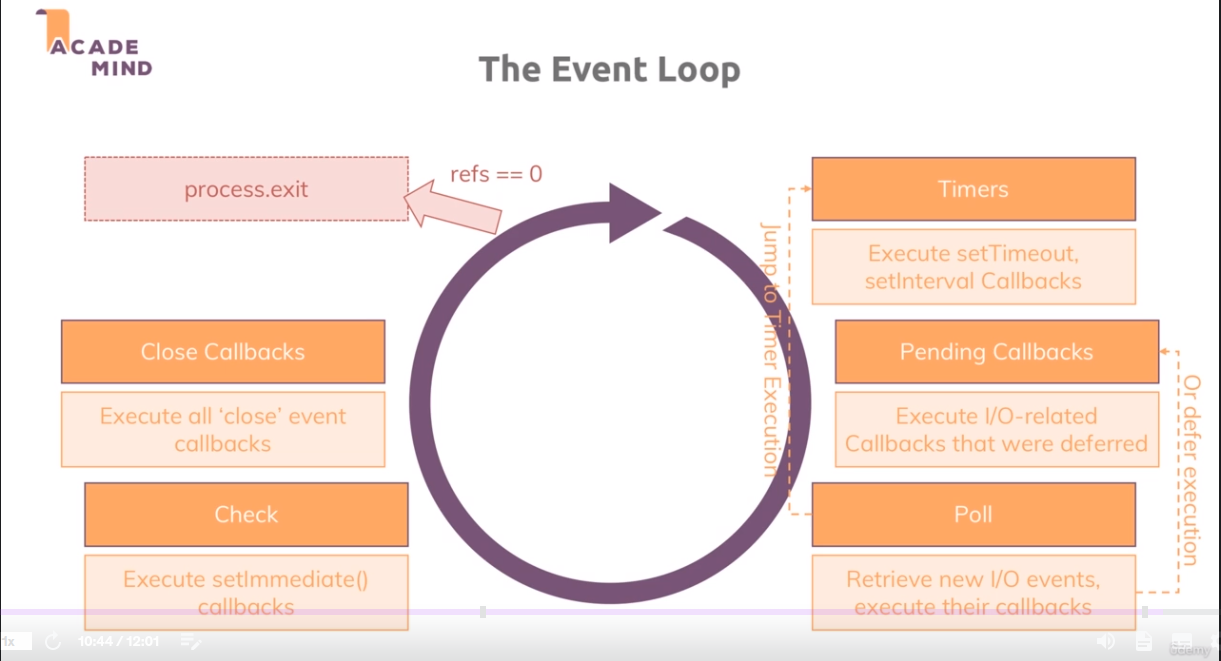 ACADE
MIND
The Event Loop
process.exit
refs == 0
Timers
Execute setTimeout,
setInterval Callbacks
Jump to Timer Execution
Close Callbacks
Execute all ‘close’ event
callbacks
Pending Callbacks
Execute I/O-related
Callbacks that were deferred
Or defer execution
Check
Execute setImmediate()
callbacks
Poll
Retrieve new I/O events,
execute their callbacks
1x
10:44 / 12:01
Udemy